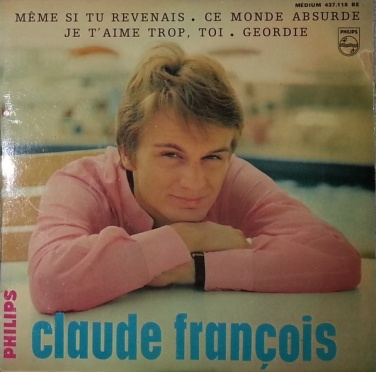 MÉDIUM 437.118 BE
MÊME SI TU REVENAIS . CE MONDE ABSURDE
JE T'AIME TROP, TOI . GEORDIE
PHILIPS
PHILIPS
claude françois